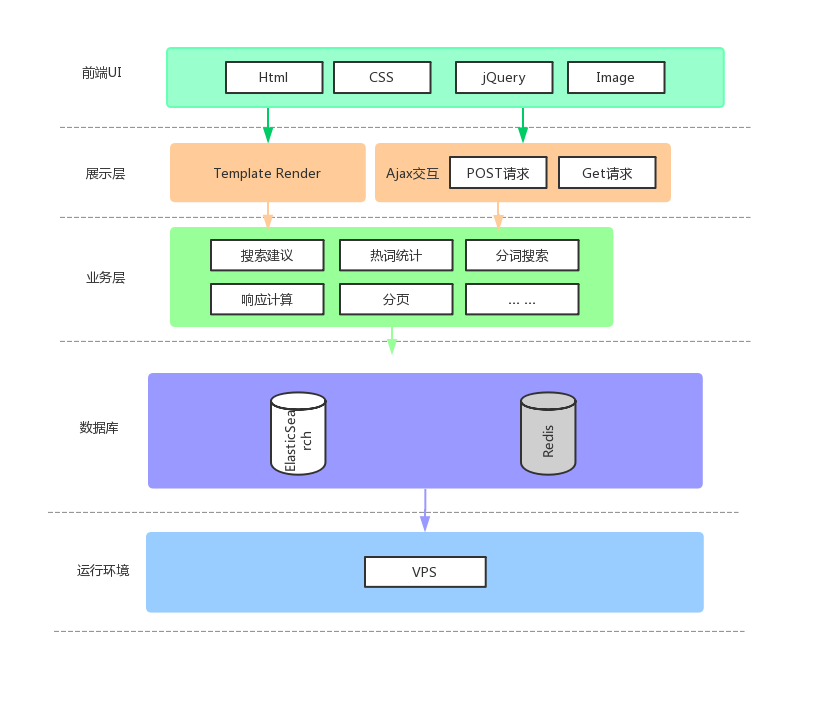 前端UI
Html
CSS
jQuery
Image
展示层
Template Render
Ajax交互
POST请求
Get请求
业务层
搜索建议
热词统计
分词搜索
响应计算
分页
... ...
数据库
ElasticSea
rch
Redis
运行环境
VPS